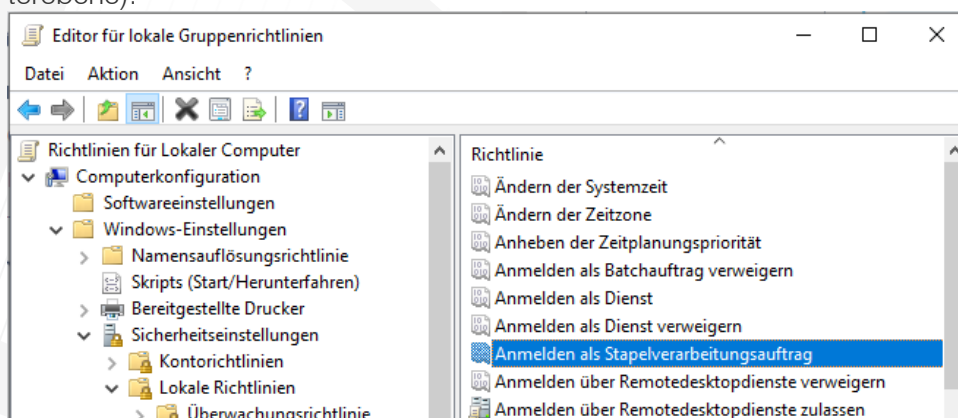 terebene).
Editor für lokale Gruppenrichtlinien
Datei Aktion Ansicht ?
Richtlinien für Lokaler Computer
Computerkonfiguration
Softwareeinstellungen
Windows-Einstellungen
Namensauflösungsrichtlinie
Skripts (Start/Herunterfahren)
Bereitgestellte Drucker
Sicherheitseinstellungen
Kontorichtlinien
Lokale Richtlinien
Überwachungsrichtlinie
Richtlinie
Ändern der Systemzeit
Ändern der Zeitzone
Anheben der Zeitplanungspriorität
Anmelden als Batchauftrag verweigern
Anmelden als Dienst
Anmelden als Dienst verweigern
Anmelden als Stapelverarbeitungsauftrag
Anmelden über Remotedesktopdienste verweigern
Anmelden über Remotedesktopdienste zulassen